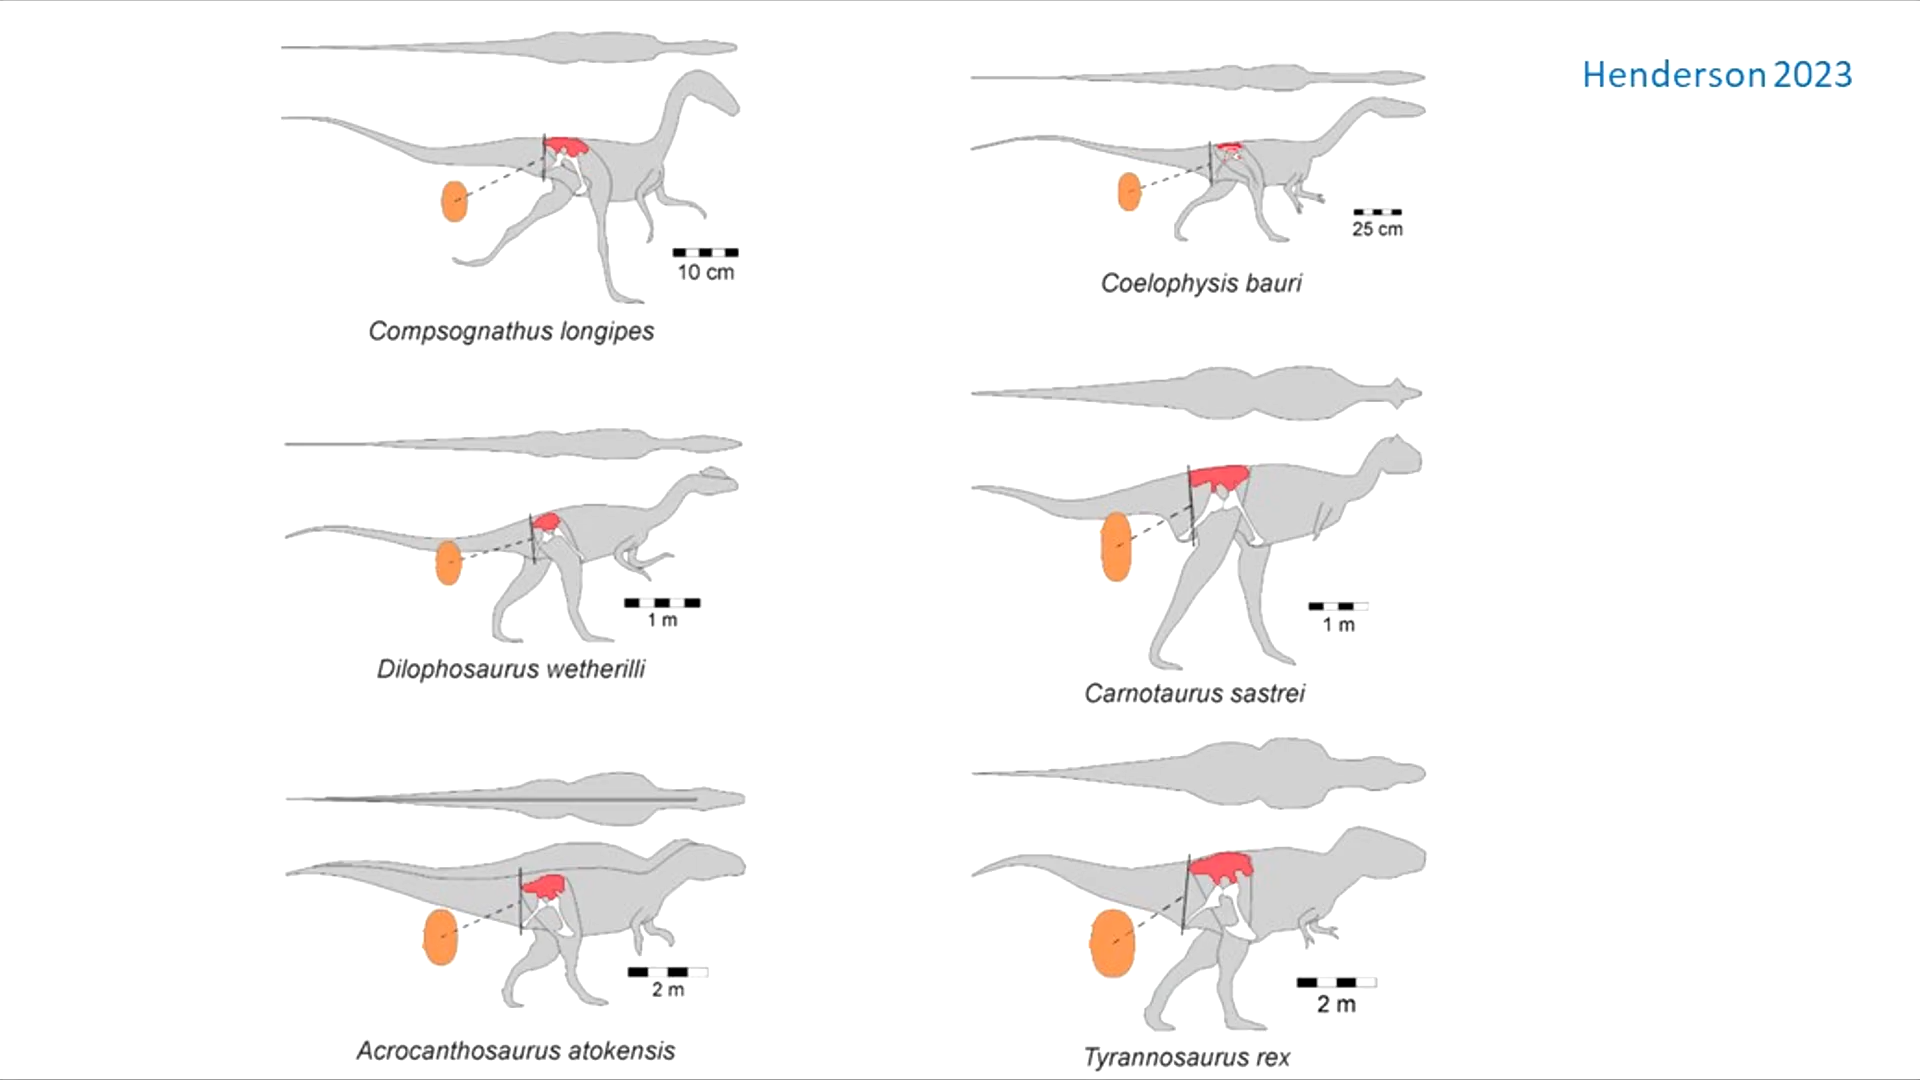 Henderson 2023
10 cm
25 cm
Compsognathus longipes
Coelophysis bauri
1 m
1 m
Dilophosaurus wetherilli
Carnotaurus sastrei
2 m
2 m
Acrocanthosaurus atokensis
Tyrannosaurus rex